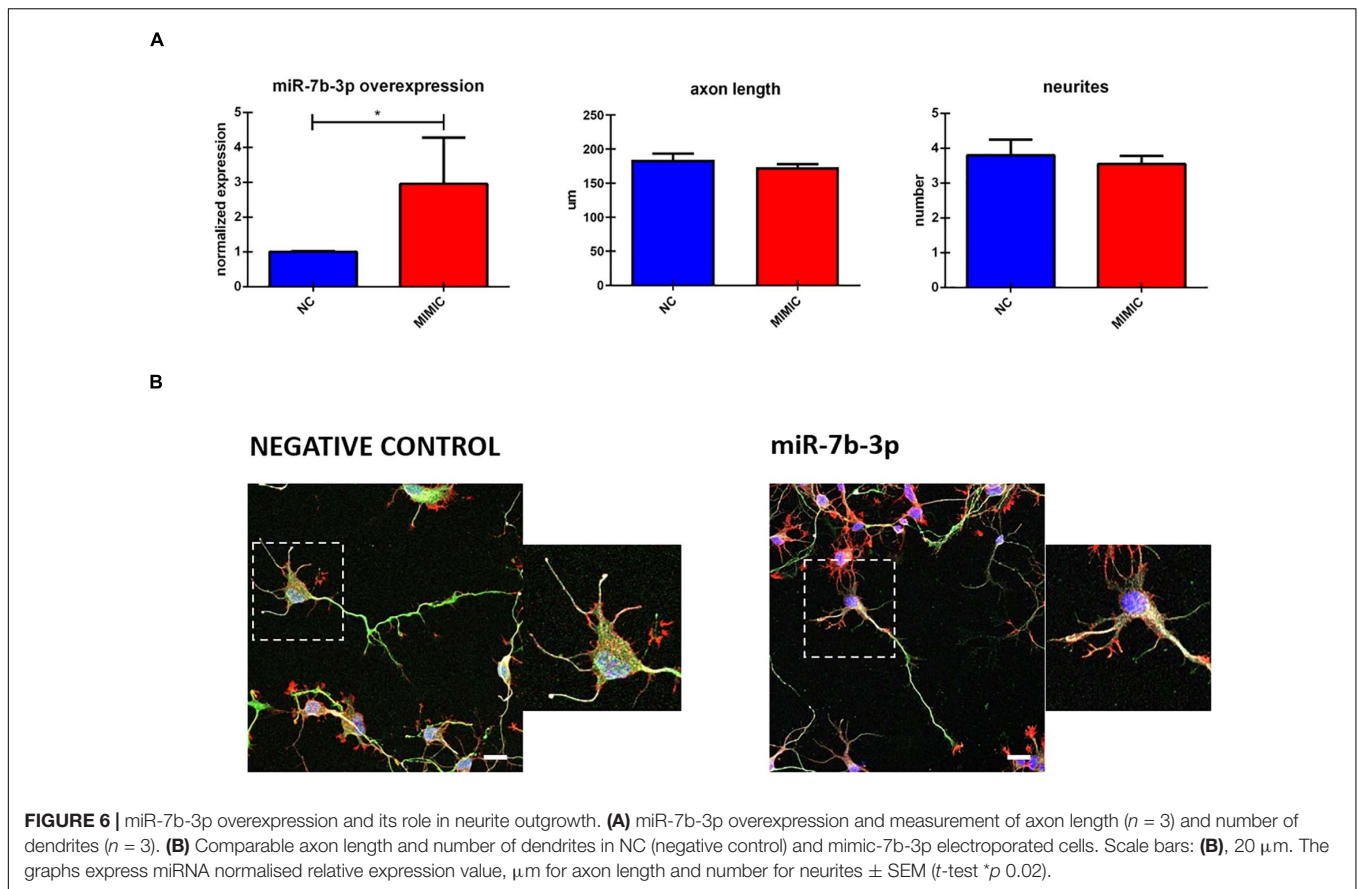 A
miR-7b-3p overexpression
normalized expression
5
4
3
2
1
0
*
NC
MIMIC
axon length
um
250
200
150
100
50
0
NC
MIMIC
neurites
number
5
4
3
2
1
0
NC
MIMIC
B
NEGATIVE CONTROL
miR-7b-3p
FIGURE 6 | miR-7b-3p overexpression and its role in neurite outgrowth. (A) miR-7b-3p overexpression and measurement of axon length (n = 3) and number of
dendrites (n = 3). (B) Comparable axon length and number of dendrites in NC (negative control) and mimic-7b-3p electroporated cells. Scale bars: (B), 20 μm. The
graphs express miRNA normalised relative expression value, μm for axon length and number for neurites ± SEM (t-test *p 0.02).